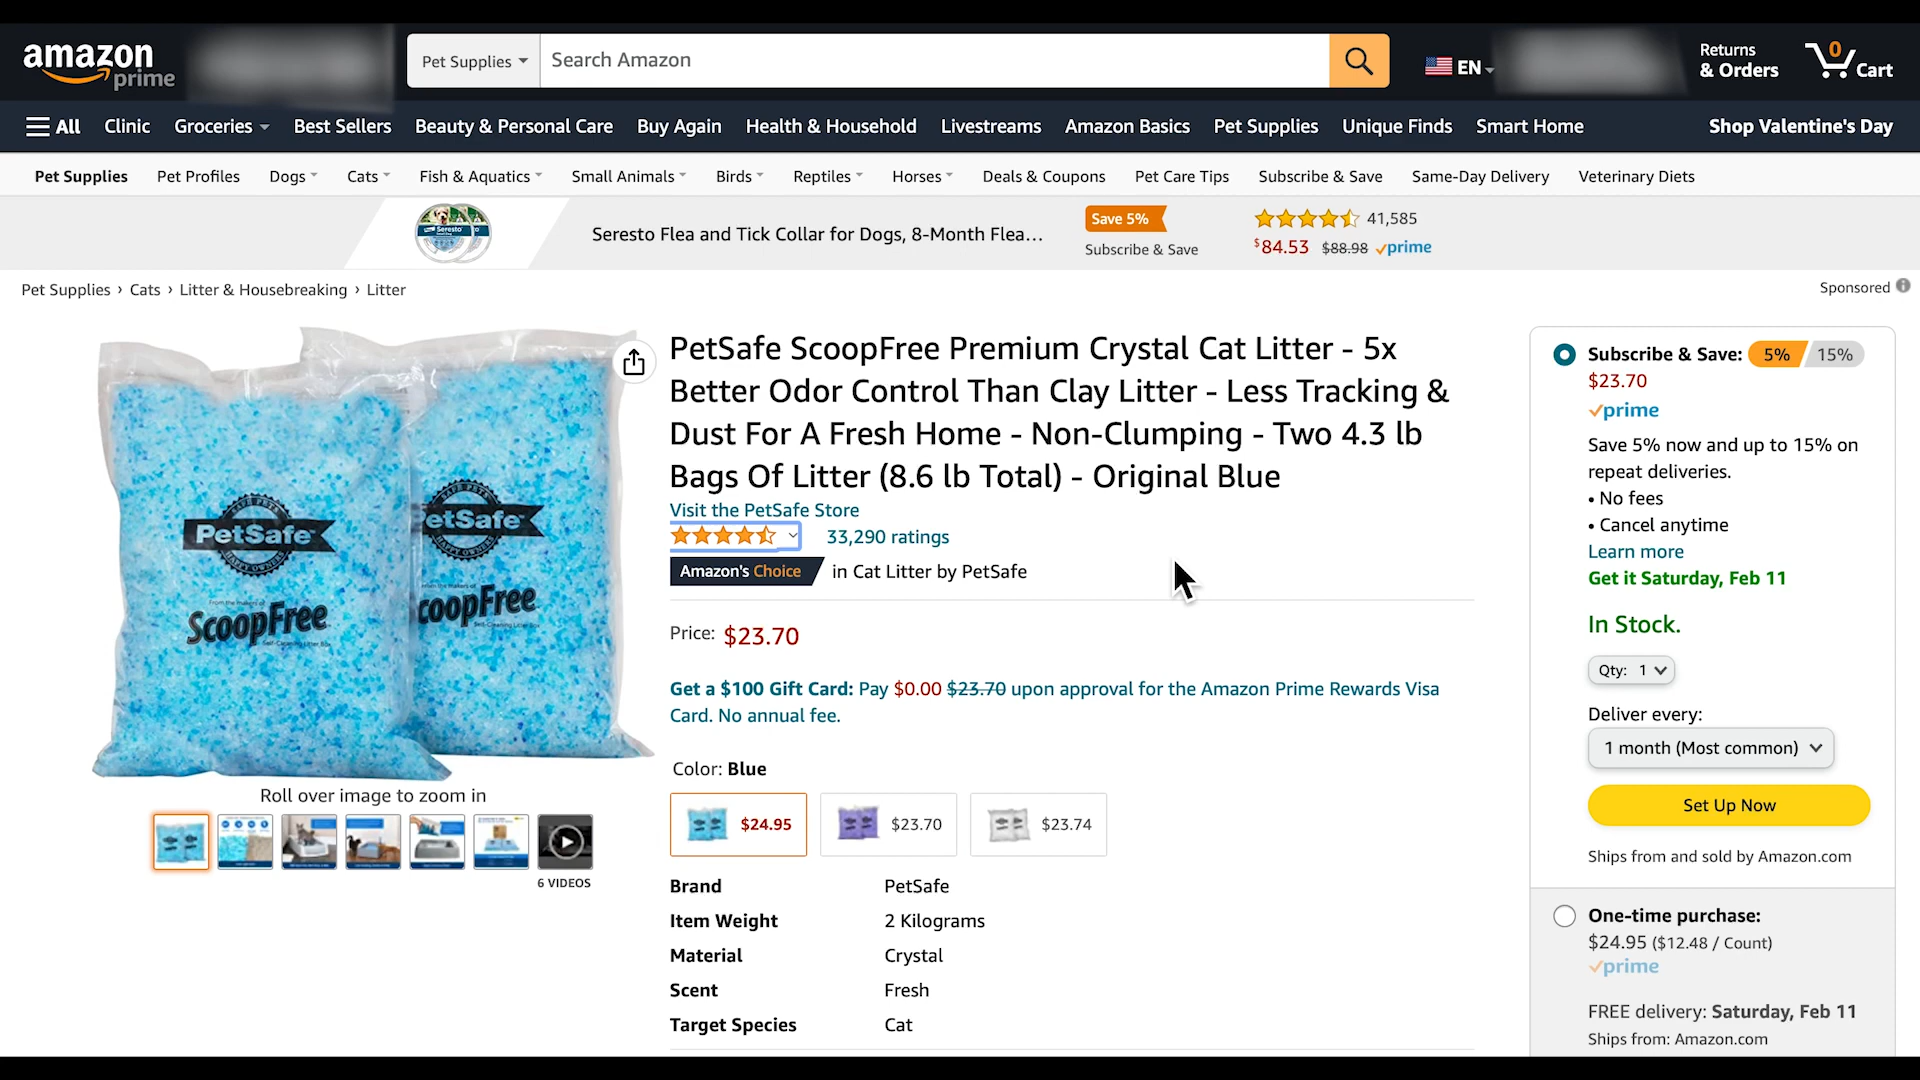 amazon
prime
Pet Supplies
Search Amazon
EN
Returns
& Orders
0
Cart
All
Clinic
Groceries
Best Sellers
Beauty & Personal Care
Buy Again
Health & Household
Livestreams
Amazon Basics
Pet Supplies
Unique Finds
Smart Home
Shop Valentine's Day
Pet Supplies
Pet Profiles
Dogs
Cats
Fish & Aquatics
Small Animals
Birds
Reptiles
Horses
Deals & Coupons
Pet Care Tips
Subscribe & Save
Same-Day Delivery
Veterinary Diets
Seresto
Seresto Flea and Tick Collar for Dogs, 8-Month Flea...
Save 5%
Subscribe & Save
41,585
$84.53 $88.98 prime
Pet Supplies › Cats › Litter & Housebreaking › Litter
Sponsored
PetSafe
ScoopFree
etSafe
coopFree
Roll over image to zoom in
6 VIDEOS
PetSafe ScoopFree Premium Crystal Cat Litter - 5x
Better Odor Control Than Clay Litter - Less Tracking &
Dust For A Fresh Home - Non-Clumping - Two 4.3 lb
Bags Of Litter (8.6 lb Total) - Original Blue
Visit the PetSafe Store
33,290 ratings
Amazon's Choice in Cat Litter by PetSafe
Price: $23.70
Get a $100 Gift Card: Pay $0.00 $23.70 upon approval for the Amazon Prime Rewards Visa
Card. No annual fee.
Color: Blue
$24.95
$23.70
$23.74
Brand PetSafe
Item Weight 2 Kilograms
Material Crystal
Scent Fresh
Target Species Cat
Subscribe & Save: 5% 15%
$23.70
prime
Save 5% now and up to 15% on
repeat deliveries.
• No fees
• Cancel anytime
Learn more
Get it Saturday, Feb 11
In Stock.
Qty: 1
Deliver every:
1 month (Most common)
Set Up Now
Ships from and sold by Amazon.com
One-time purchase:
$24.95 ($12.48 / Count)
prime
FREE delivery: Saturday, Feb 11
Ships from: Amazon.com